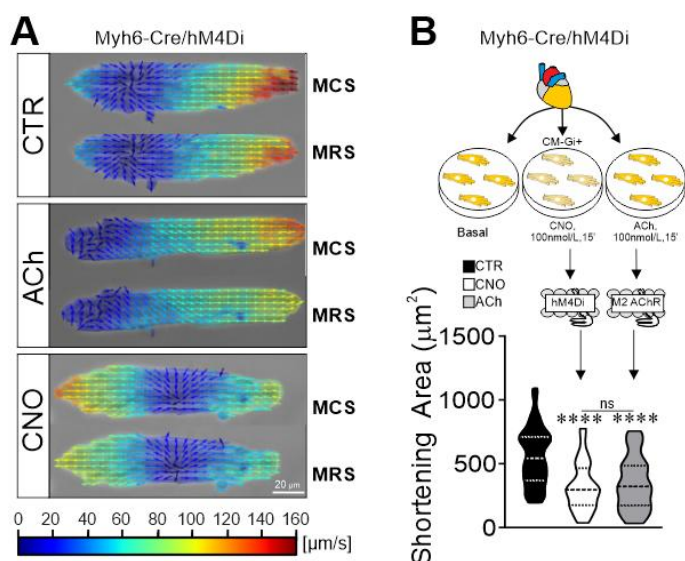 A
Myh6-Cre/hM4Di
CTR
MCS
MRS
ACh
MCS
MRS
CNO
MCS
MRS
20 µm
0 20 40 60 80 100 120 140 160 [µm/s]
B
Myh6-Cre/hM4Di
CM-Gi+
Basal
CNO, 100nmol/L,15'
ACh, 100nmol/L,15'
CTR
CNO
ACh
hM4Di
M2 AChR
Shortening Area (µm²)
1500
1000
500
0
ns
**** ****